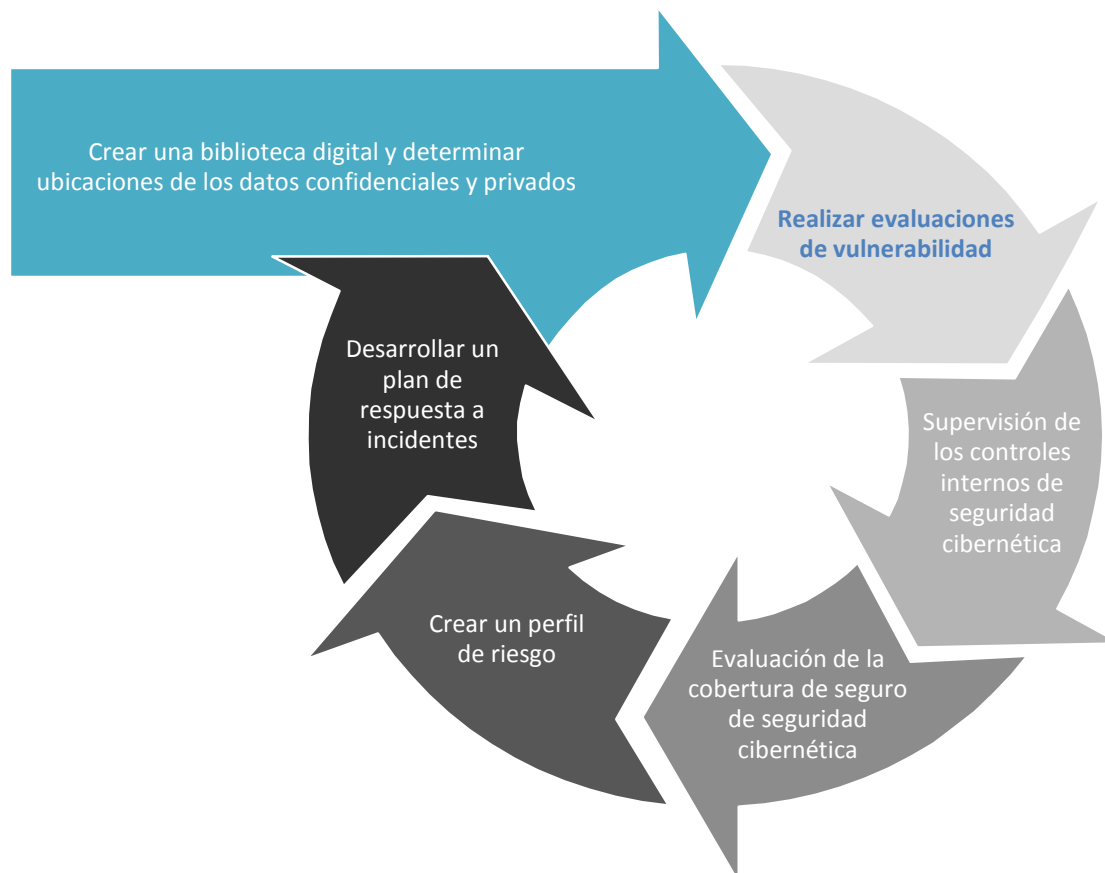 Crear una biblioteca digital y determinar
ubicaciones de los datos confidenciales y privados
Realizar evaluaciones
de vulnerabilidad
Supervisión de
los controles
internos de
seguridad
cibernética
Evaluación de la
cobertura de seguro
de seguridad
cibernética
Crear un perfil
de riesgo
Desarrollar un
plan de
respuesta a
incidentes